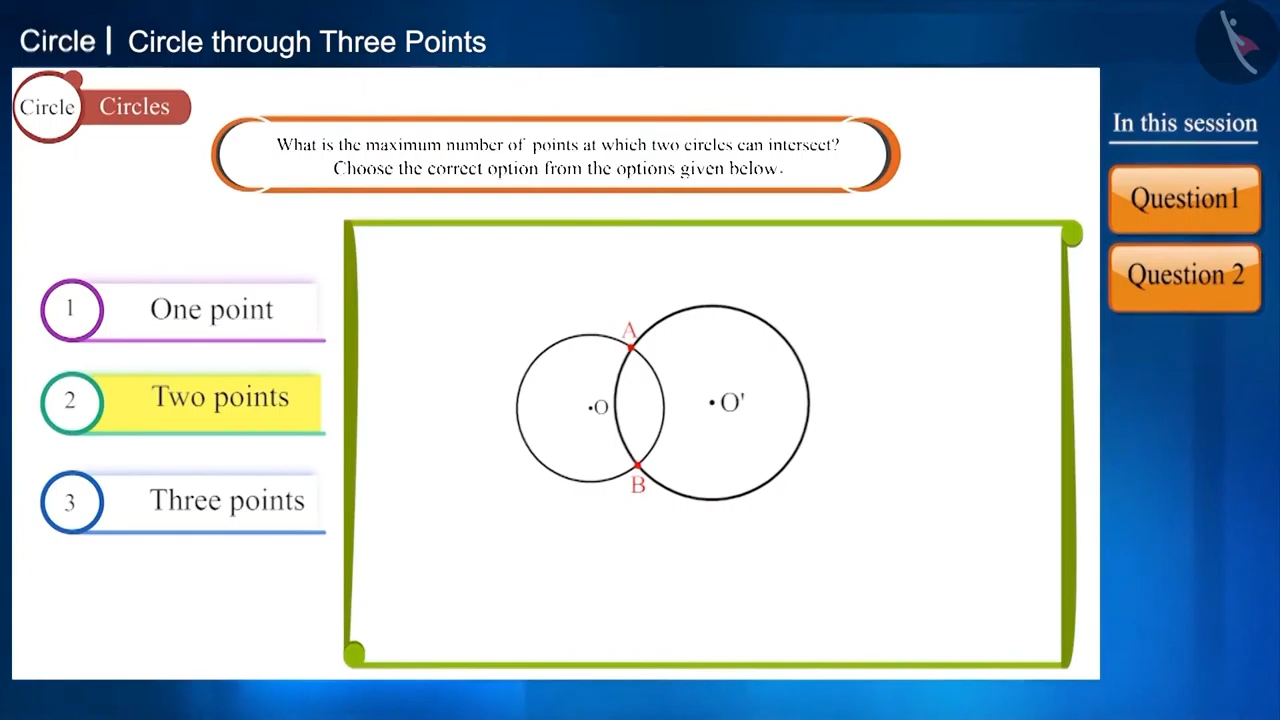 Circle | Circle through Three Points
Circle
Circles
What is the maximum number of points at which two circles can intersect?
Choose the correct option from the options given below.
In this session
Question1
Question 2
1 One point
2 Two points
3 Three points
A
O
O'
B